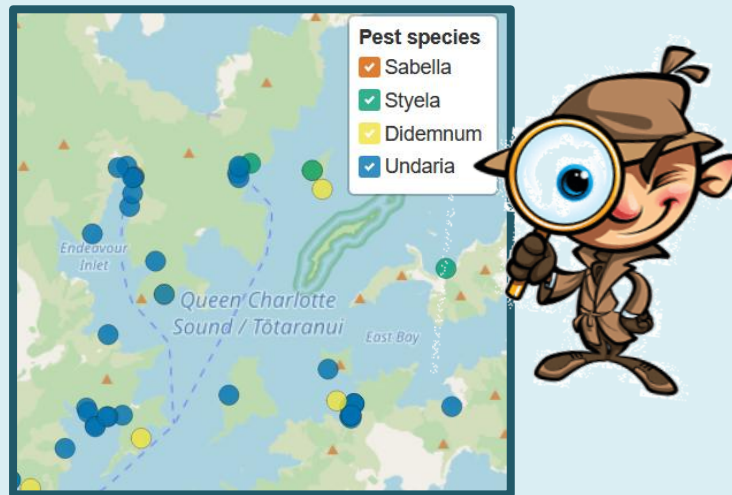 Pest species
Sabella
Styela
Didemnum
Undaria
Endeavour
Inlet
Queen Charlotte
Sound / Tōtaranui
East Bay